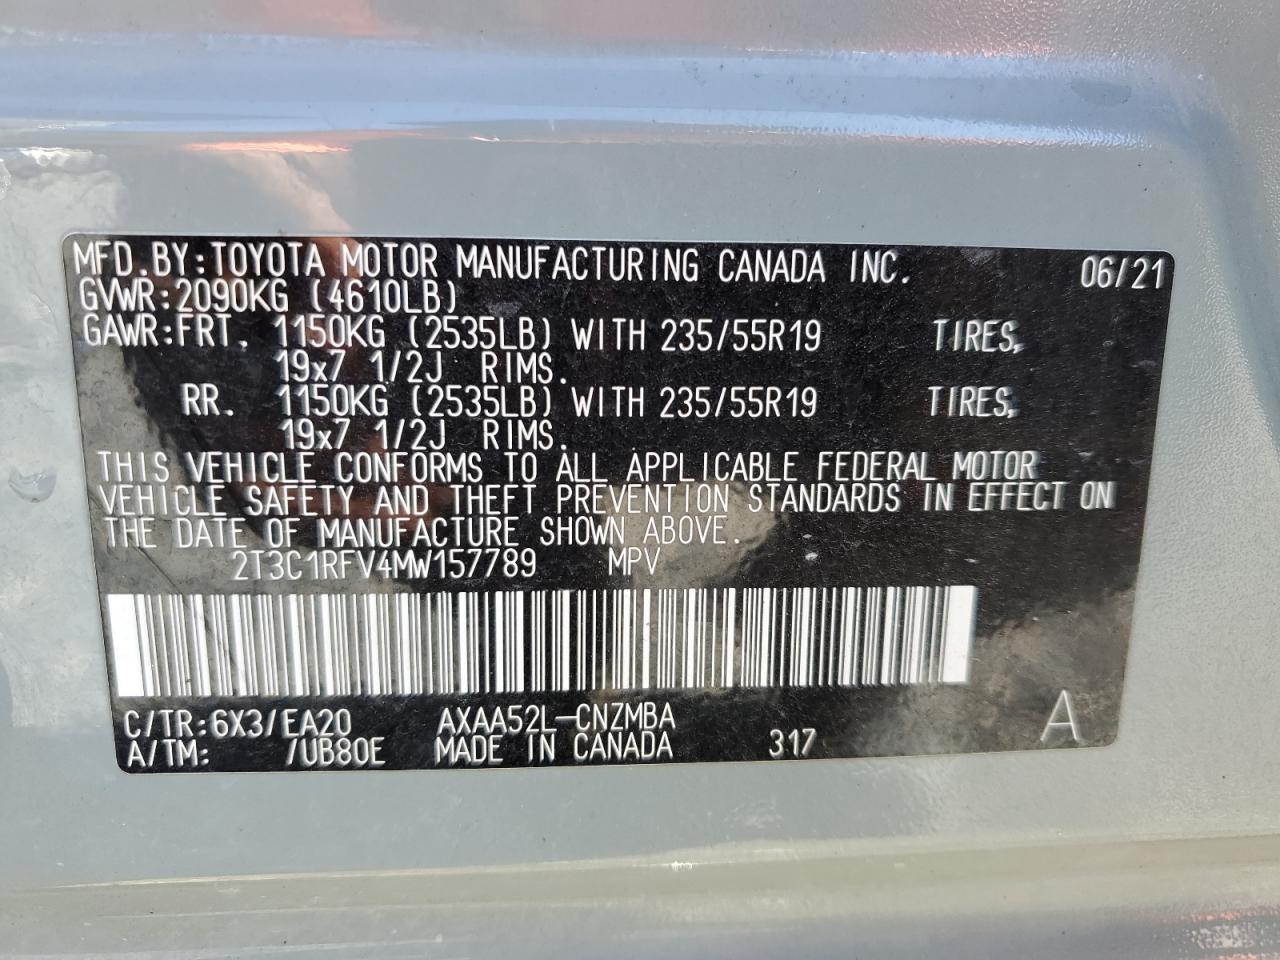 MFD.BY:TOYOTA MOTOR MANUFACTURING CANADA INC. 06/21
GVWR:2090KG (4610LB)
GAWR:FRT. 1150KG (2535LB) WITH 235/55R19 TIRES,
19x7 1/2J RIMS.
RR. 1150KG (2535LB) WITH 235/55R19 TIRES,
19x7 1/2J RIMS.
THIS VEHICLE CONFORMS TO ALL APPLICABLE FEDERAL MOTOR
VEHICLE SAFETY AND THEFT PREVENTION STANDARDS IN EFFECT ON
THE DATE OF MANUFACTURE SHOWN ABOVE.
2T3C1RFV4MW157789 MPV
C/TR:6X3/EA20 AXAA52L-CNZMBA
A/TM: /UB80E MADE IN CANADA 317 A